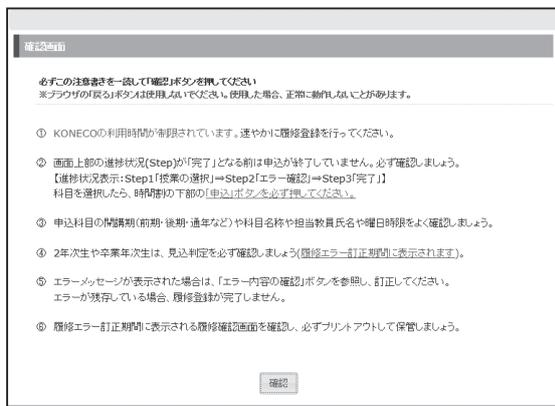 確認画面
必ずこの注意書きを一読して「確認」ボタンを押してください
※ブラウザの「戻る」ボタンは使用しないでください。使用した場合、正常に動作しないことがあります。
① KONECOの利用時間が制限されています。速やかに履修登録を行ってください。
② 画面上部の進捗状況(Step)が「完了」となる前は申込が終了していません。必ず確認しましょう。
【進捗状況表示:Step1「授業の選択」⇒Step2「エラー確認」⇒Step3「完了」】
科目を選択したら、時間割の下部の「申込」ボタンを必ず押してください。
③ 申込科目の開講期(前期・後期・通年など)や科目名称や担当教員氏名や曜日時限をよく確認しましょう。
④ 2年次生や卒業年次生は、見込判定を必ず確認しましょう(履修エラー訂正期間に表示されます)。
⑤ エラーメッセージが表示された場合は、「エラー内容の確認」ボタンを参照し、訂正してください。
エラーが残存している場合、履修登録が完了しません。
⑥ 履修エラー訂正期間に表示される履修確認画面を確認し、必ずプリントアウトして保管しましょう。
確認